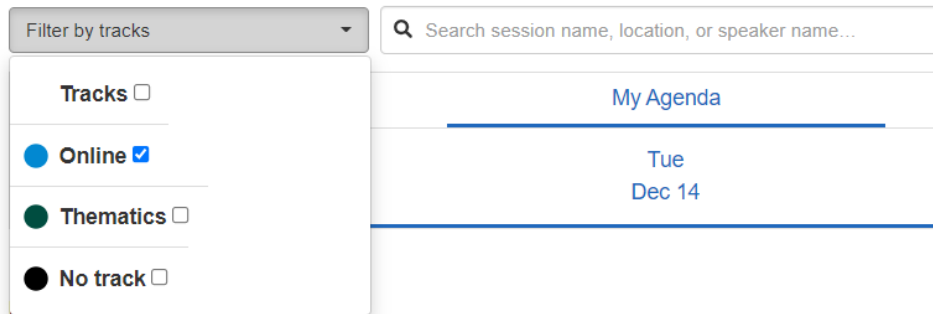 Filter by tracks
Search session name, location, or speaker name...
Tracks
My Agenda
Online
Tue
Dec 14
Thematics
No track